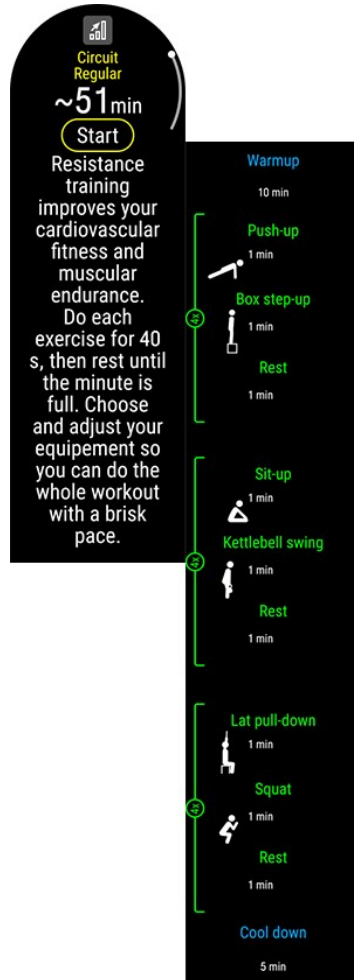 Circuit
Regular
~51min
Start
Resistance
training
improves your
cardiovascular
fitness and
muscular
endurance.
Do each
exercise for 40
s, then rest until
the minute is
full. Choose
and adjust your
equipement so
you can do the
whole workout
with a brisk
pace.
Warmup
10 min
Push-up
1 min
4x
Box step-up
1 min
Rest
1 min
Sit-up
1 min
4x
Kettlebell swing
1 min
Rest
1 min
Lat pull-down
1 min
Squat
4x
1 min
Rest
1 min
Cool down
5 min